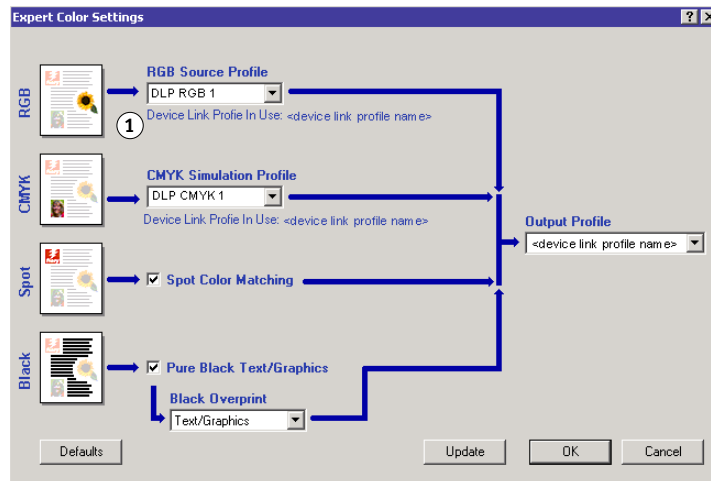 Expert Color Settings
RGB
RGB Source Profile
DLP RGB 1
1
Device Link Profie In Use: <device link profile name>
CMYK
CMYK Simulation Profile
DLP CMYK 1
Device Link Profie In Use: <device link profile name>
Output Profile
<device link profile name>
Spot
Spot Color Matching
Black
Pure Black Text/Graphics
Black Overprint
Text/Graphics
Defaults
Update
OK
Cancel